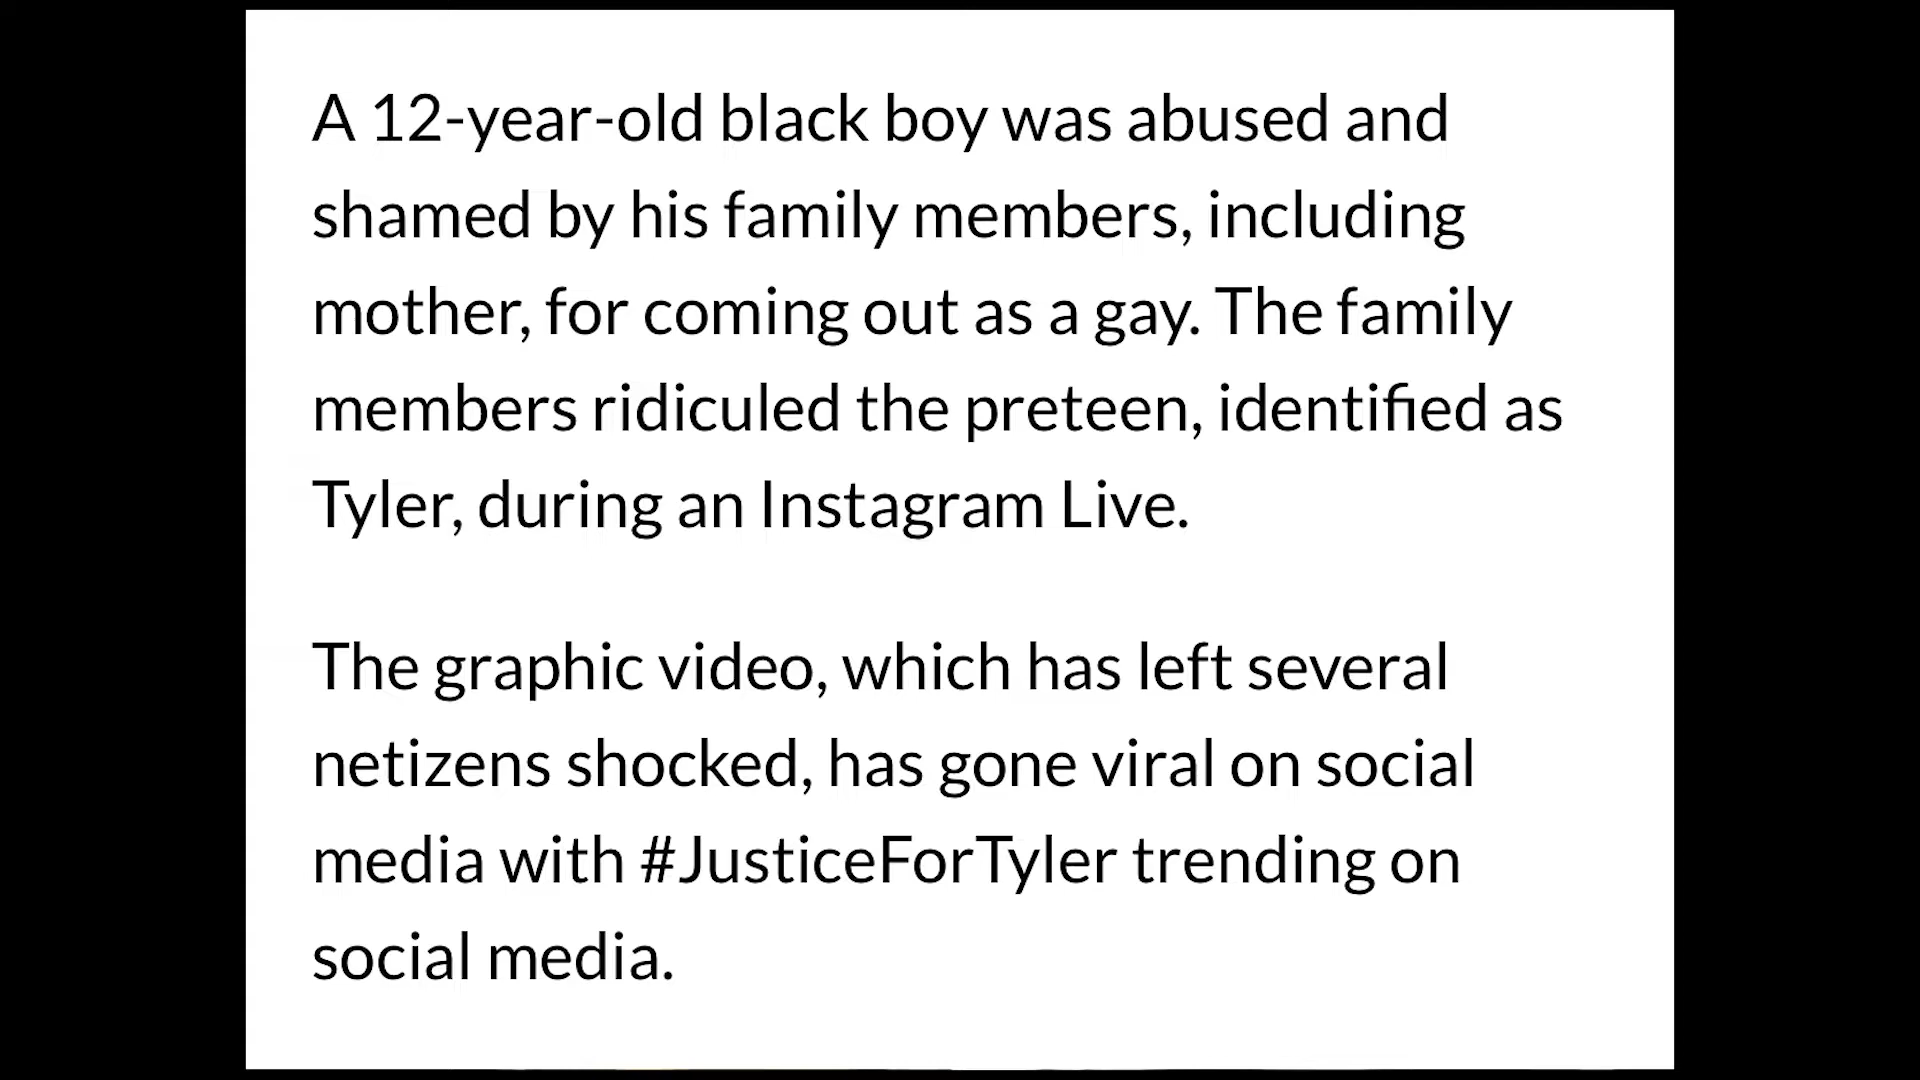 A 12-year-old black boy was abused and
shamed by his family members, including
mother, for coming out as a gay. The family
members ridiculed the preteen, identified as
Tyler, during an Instagram Live.
The graphic video, which has left several
netizens shocked, has gone viral on social
media with #JusticeForTyler trending on
social media.